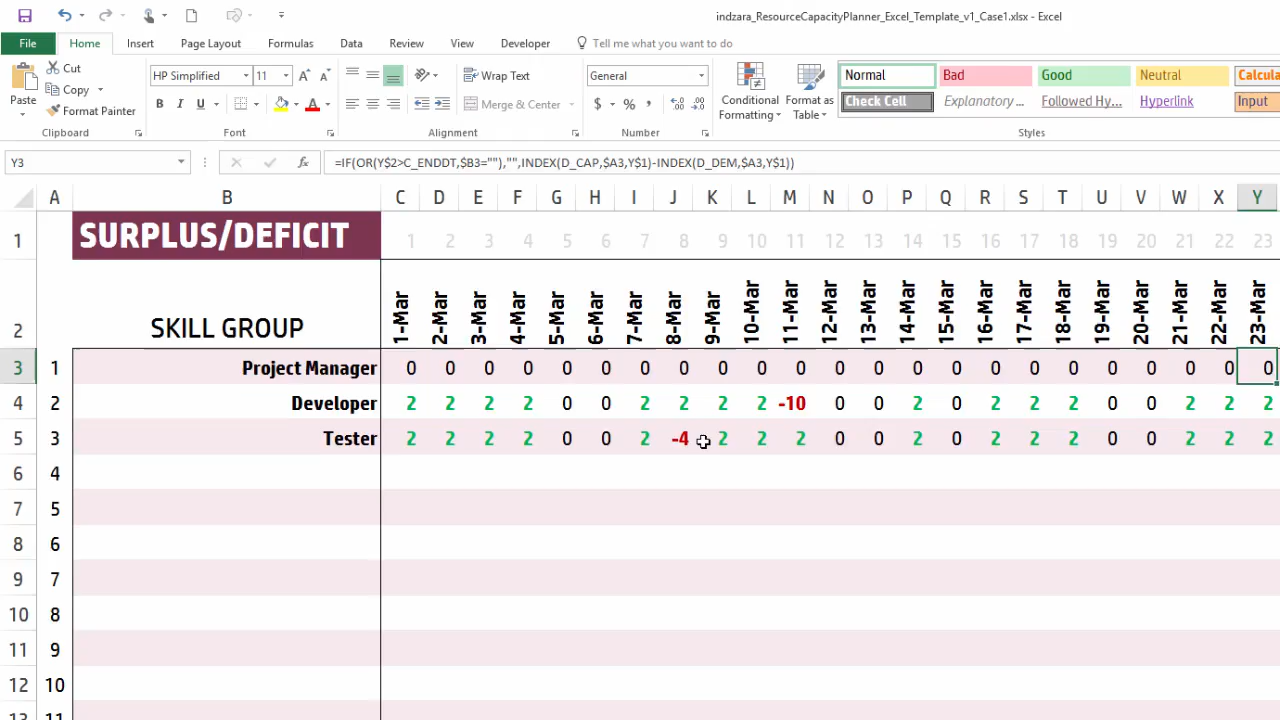 indzara_ResourceCapacityPlanner_Excel_Template_v1_Case1.xlsx - Excel
File Home Insert Page Layout Formulas Data Review View Developer Tell me what you want to do
Paste Cut Copy Format Painter
HP Simplified 11 A A
B I U A
Wrap Text
Merge & Center
General
$ % ,
Conditional Formatting Format as Table
Normal Bad Good Neutral
Check Cell Explanatory ... Followed Hy... Hyperlink Input
Clipboard Font Alignment Number Styles
Y3 fx =IF(OR(Y$2>C_ENDDT,$B3=""),"",INDEX(D_CAP,$A3,Y$1)-INDEX(D_DEM,$A3,Y$1))
A B C D E F G H I J K L M N O P Q R S T U V W X Y
1 SURPLUS/DEFICIT 1 2 3 4 5 6 7 8 9 10 11 12 13 14 15 16 17 18 19 20 21 22 23
2 SKILL GROUP 1-Mar 2-Mar 3-Mar 4-Mar 5-Mar 6-Mar 7-Mar 8-Mar 9-Mar 10-Mar 11-Mar 12-Mar 13-Mar 14-Mar 15-Mar 16-Mar 17-Mar 18-Mar 19-Mar 20-Mar 21-Mar 22-Mar 23-Mar
3 1 Project Manager 0 0 0 0 0 0 0 0 0 0 0 0 0 0 0 0 0 0 0 0 0 0 0
4 2 Developer 2 2 2 2 0 0 2 2 2 2 -10 0 0 2 0 2 2 2 0 0 2 2 2
5 3 Tester 2 2 2 2 0 0 2 -4 2 2 2 0 0 2 0 2 2 2 0 0 2 2 2
6 4
7 5
8 6
9 7
10 8
11 9
12 10
13 11